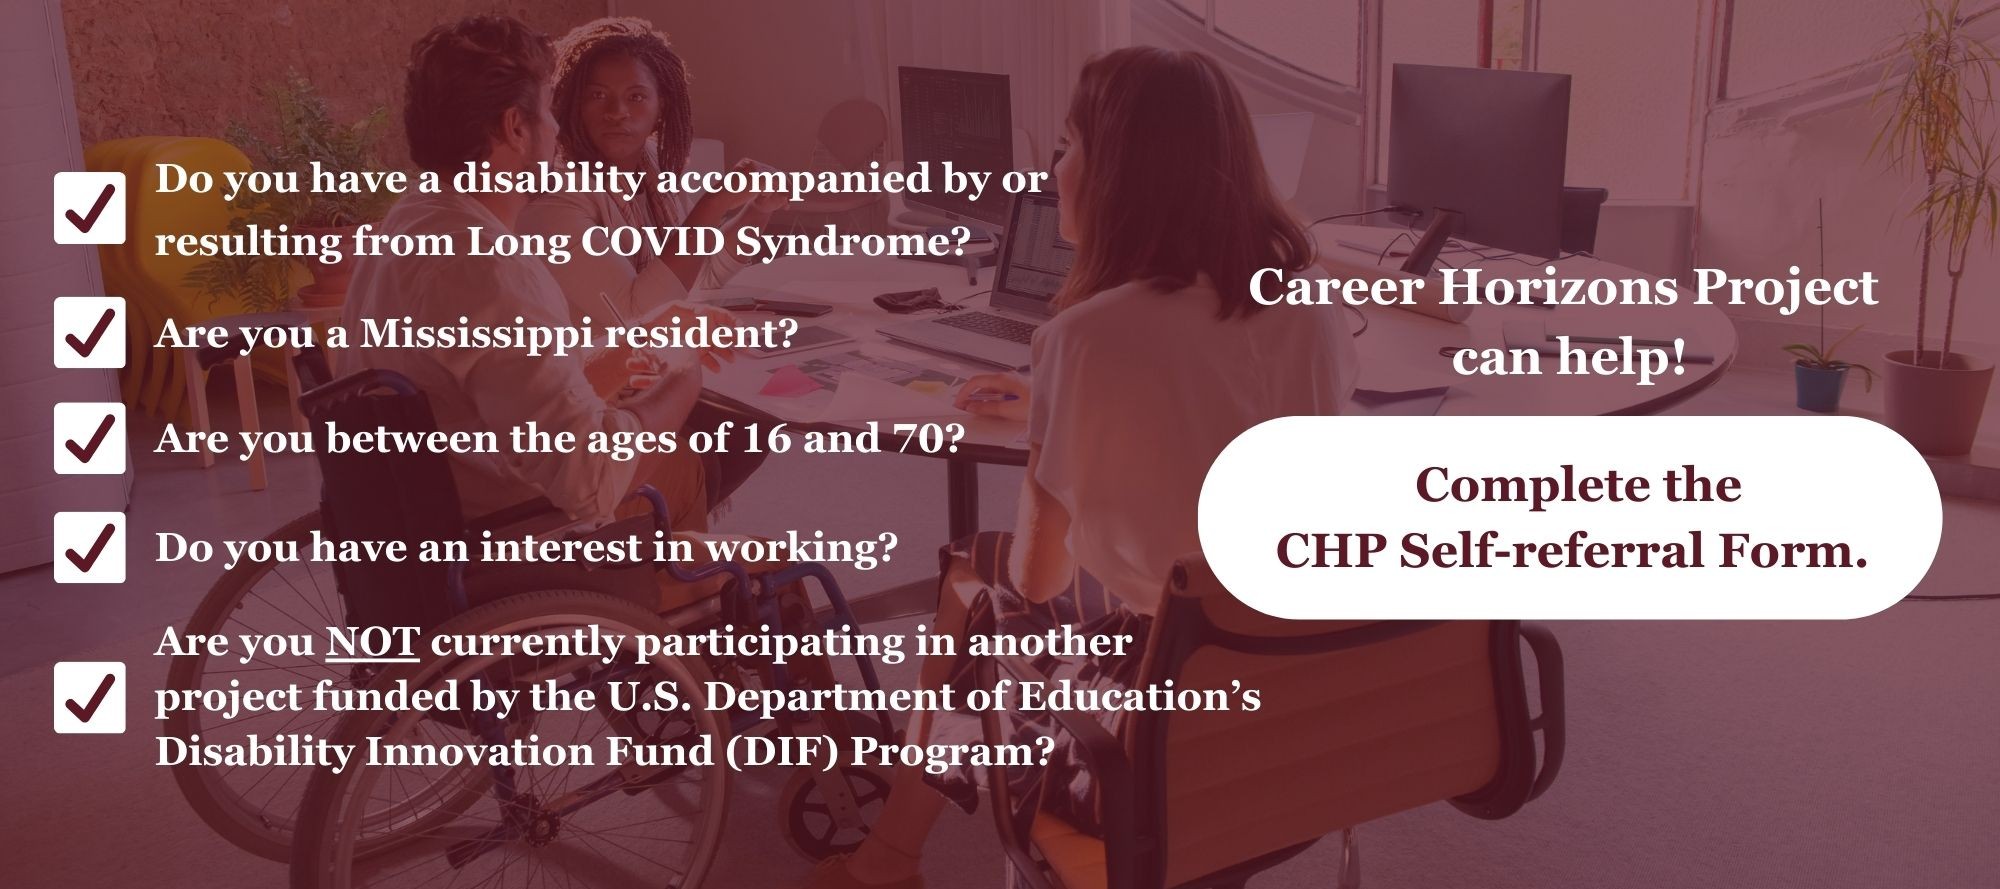 Do you have a disability accompanied by or
resulting from Long COVID Syndrome?
Are you a Mississippi resident?
Are you between the ages of 16 and 70?
Do you have an interest in working?
Are you NOT currently participating in another
project funded by the U.S. Department of Education’s
Disability Innovation Fund (DIF) Program?
Career Horizons Project
can help!
Complete the
CHP Self-referral Form.